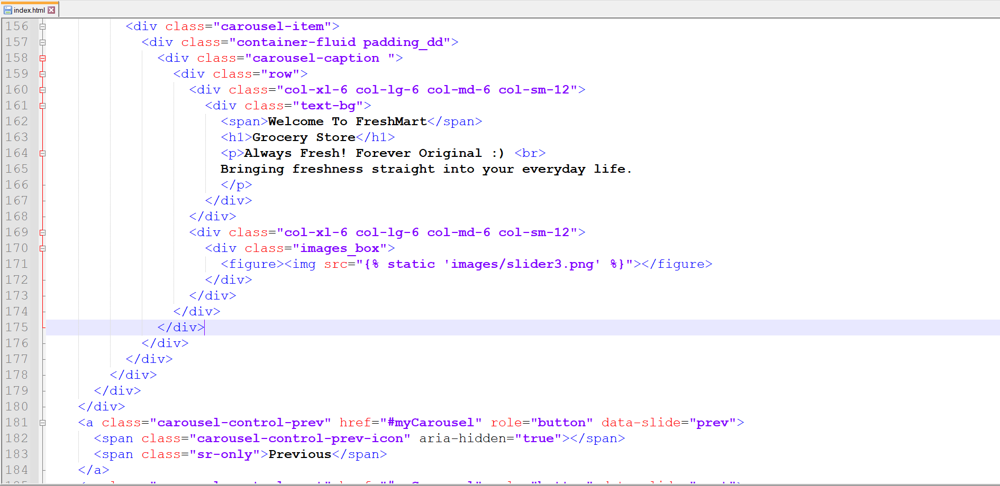 index.html
156 <div class="carousel-item">
157 <div class="container-fluid padding_dd">
158 <div class="carousel-caption ">
159 <div class="row">
160 <div class="col-xl-6 col-lg-6 col-md-6 col-sm-12">
161 <div class="text-bg">
162 <span>Welcome To FreshMart</span>
163 <h1>Grocery Store</h1>
164 <p>Always Fresh! Forever Original :) <br>
165 Bringing freshness straight into your everyday life.
166 </p>
167 </div>
168 </div>
169 <div class="col-xl-6 col-lg-6 col-md-6 col-sm-12">
170 <div class="images_box">
171 <figure><img src="{% static 'images/slider3.png' %}"></figure>
172 </div>
173 </div>
174 </div>
175 </div>
176 </div>
177 </div>
178 </div>
179 </div>
180 </div>
181 <a class="carousel-control-prev" href="#myCarousel" role="button" data-slide="prev">
182 <span class="carousel-control-prev-icon" aria-hidden="true"></span>
183 <span class="sr-only">Previous</span>
184 </a>